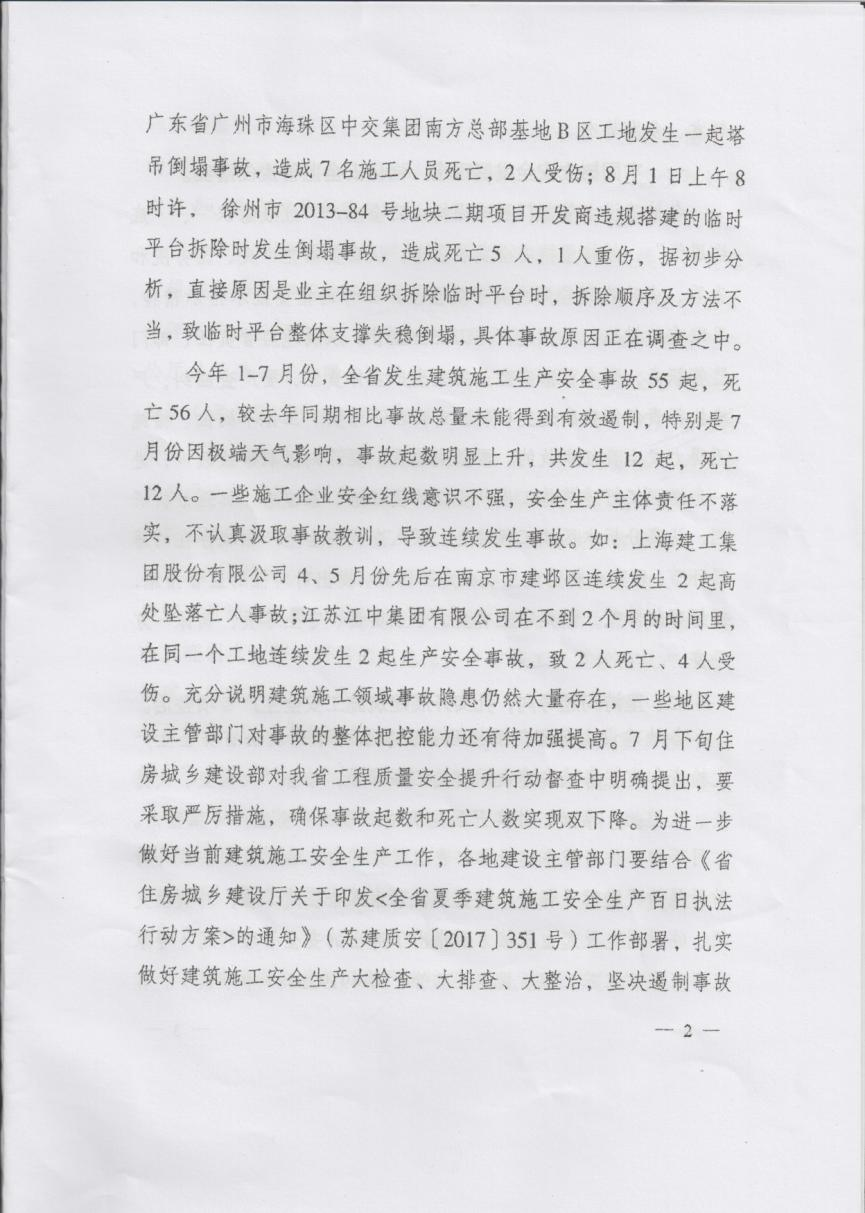 广东省广州市海珠区中交集团南方总部基地B区工地发生一起塔
吊倒塌事故，造成7名施工人员死亡，2人受伤；8月1日上午8
时许， 徐州市 2013-84 号地块二期项目开发商违规搭建的临时
平台拆除时发生倒塌事故，造成死亡5 人，1人重伤，据初步分
析，直接原因是业主在组织拆除临时平台时，拆除顺序及方法不
当，致临时平台整体支撑失稳倒塌，具体事故原因正在调查之中。
今年 1-7 月份，全省发生建筑施工生产安全事故 55 起，死
亡56人，较去年同期相比事故总量未能得到有效遏制，特别是7
月份因极端天气影响，事故起数明显上升，共发生 12 起，死亡
12人。一些施工企业安全红线意识不强，安全生产主体责任不落
实，不认真汲取事故教训，导致连续发生事故。如：上海建工集
团股份有限公司 4、5 月份先后在南京市建邺区连续发生 2 起高
处坠落亡人事故;江苏江中集团有限公司在不到2个月的时间里，
在同一个工地连续发生2起生产安全事故，致2人死亡、4人受
伤。充分说明建筑施工领域事故隐患仍然大量存在，一些地区建
设主管部门对事故的整体把控能力还有待加强提高。7 月下旬住
房城乡建设部对我省工程质量安全提升行动督查中明确提出，要
采取严厉措施，确保事故起数和死亡人数实现双下降。为进一步
做好当前建筑施工安全生产工作，各地建设主管部门要结合《省
住房城乡建设厅关于印发<全省夏季建筑施工安全生产百日执法
行动方案>的通知》（苏建质安〔2017〕351 号）工作部署，扎实
做好建筑施工安全生产大检查、大排查、大整治，坚决遏制事故
— 2 —